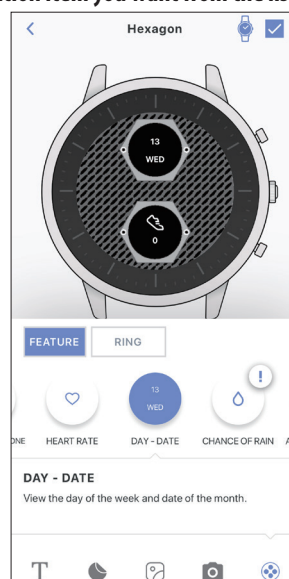 Hexagon
13
WED
0
FEATURE RING
13
WED
HEART RATE DAY - DATE CHANCE OF RAIN
!
DAY - DATE
View the day of the week and date of the month.
T